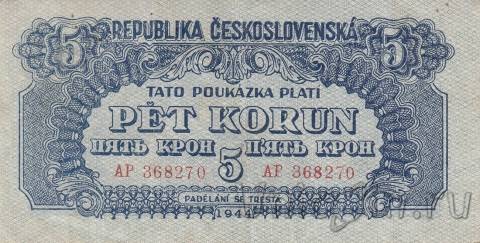 REPUBLIKA ČESKOSLOVENSKÁ
5 5
TATO POUKÁZKA PLATÍ
PĚT KORUN
ПЯТЬ КРОН 5 П'ЯТЬ КРОН
AP 368270 AP 368270
PADĚLÁNÍ SE TRESTÁ
1944